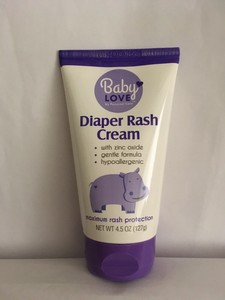 Baby
LOVE
Diaper Rash
Cream
• with zinc oxide
• gentle formula
• hypoallergenic
maximum rash protection
NET WT 4.5 OZ (127g)